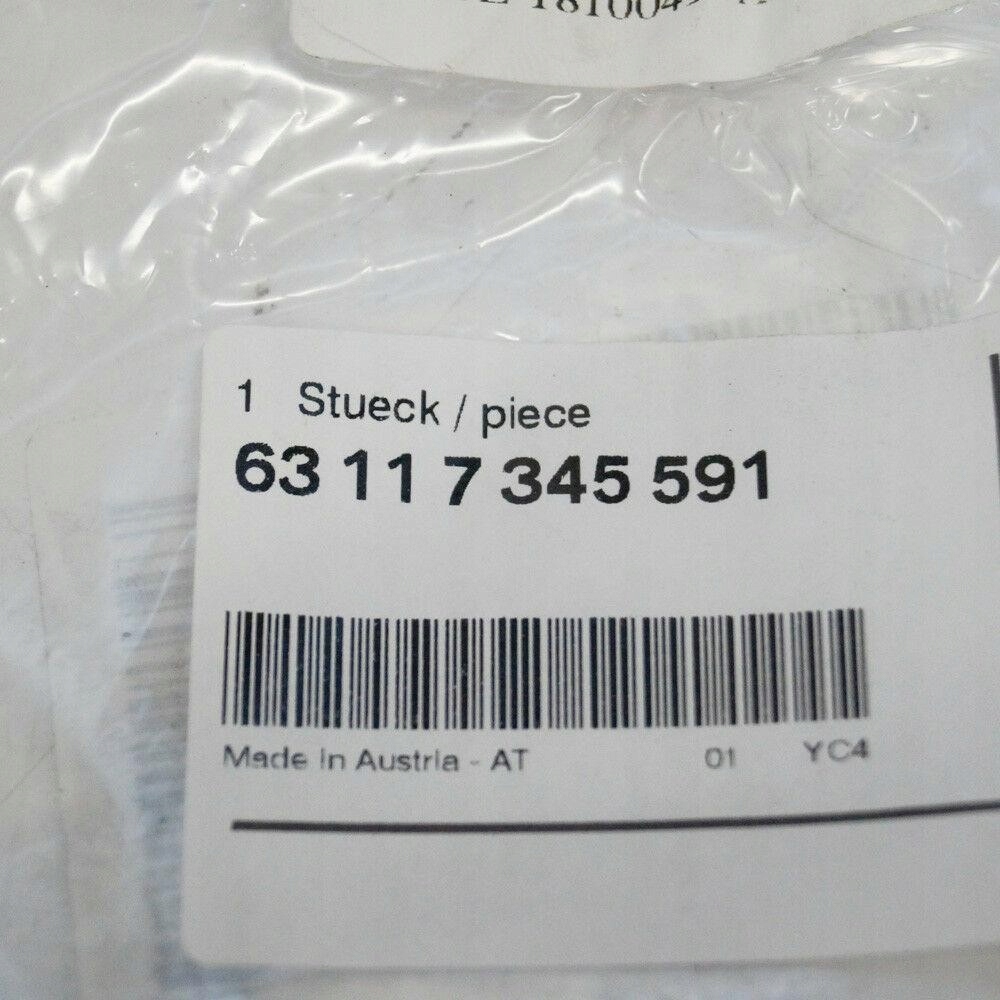 1 Stueck / piece
63 11 7 345 591
Made in Austria - AT 01 YC4